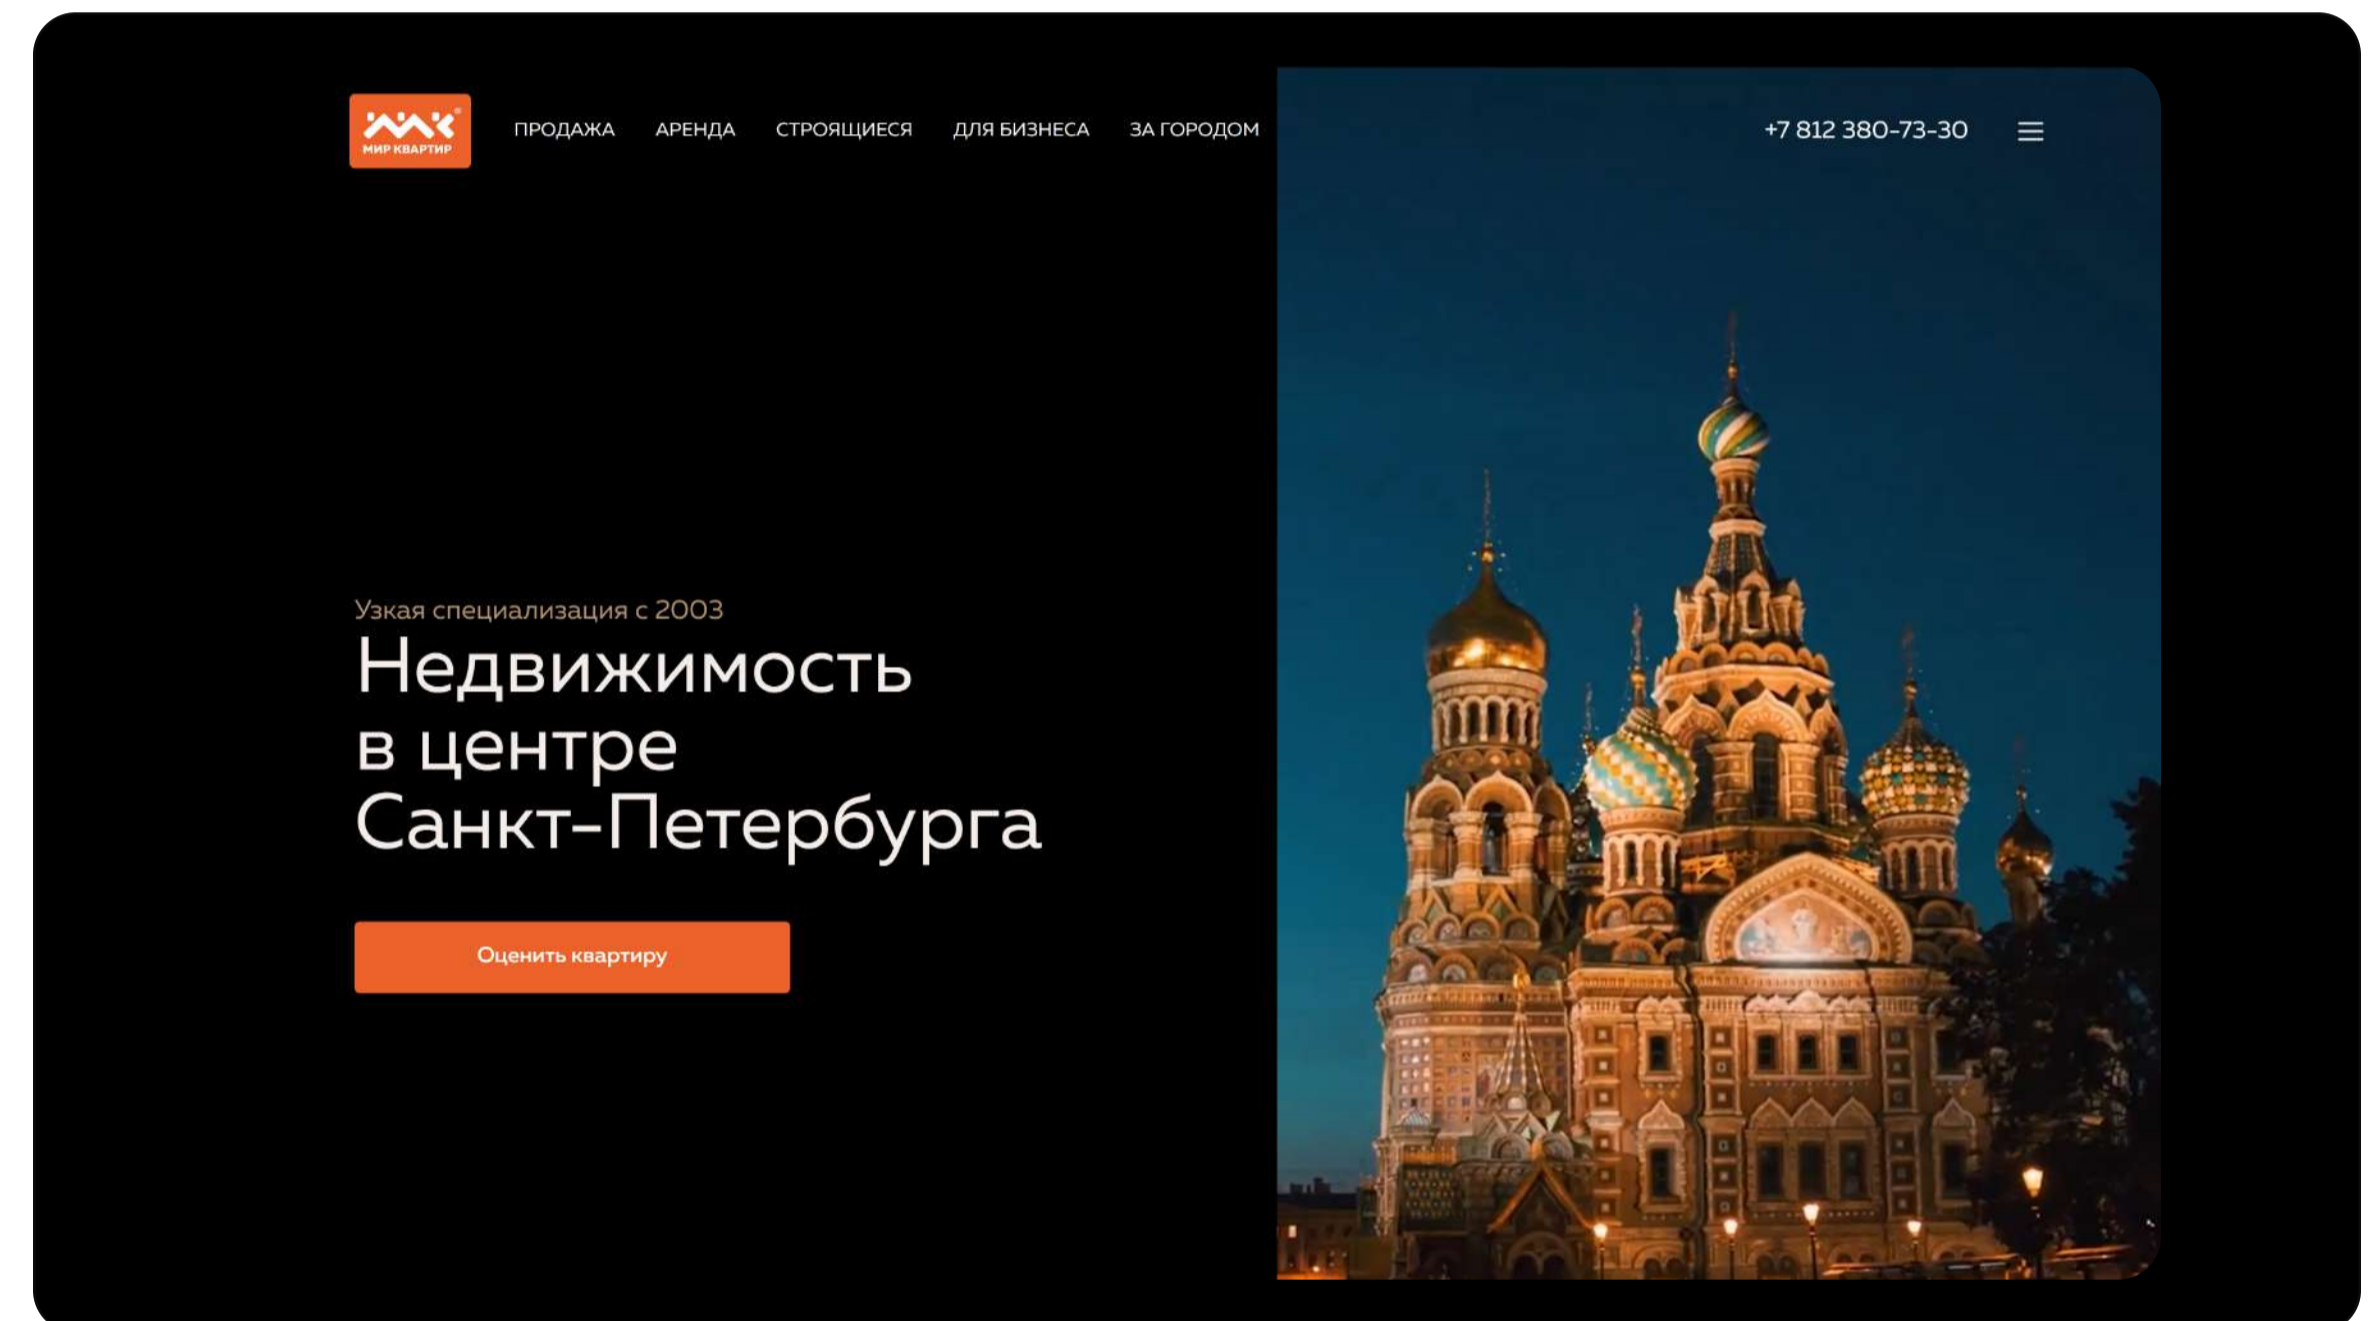 МИР КВАРТИР
ПРОДАЖА АРЕНДА СТРОЯЩИЕСЯ ДЛЯ БИЗНЕСА ЗА ГОРОДОМ +7 812 380-73-30
Узкая специализация с 2003
Недвижимость
в центре
Санкт-Петербурга
Оценить квартиру